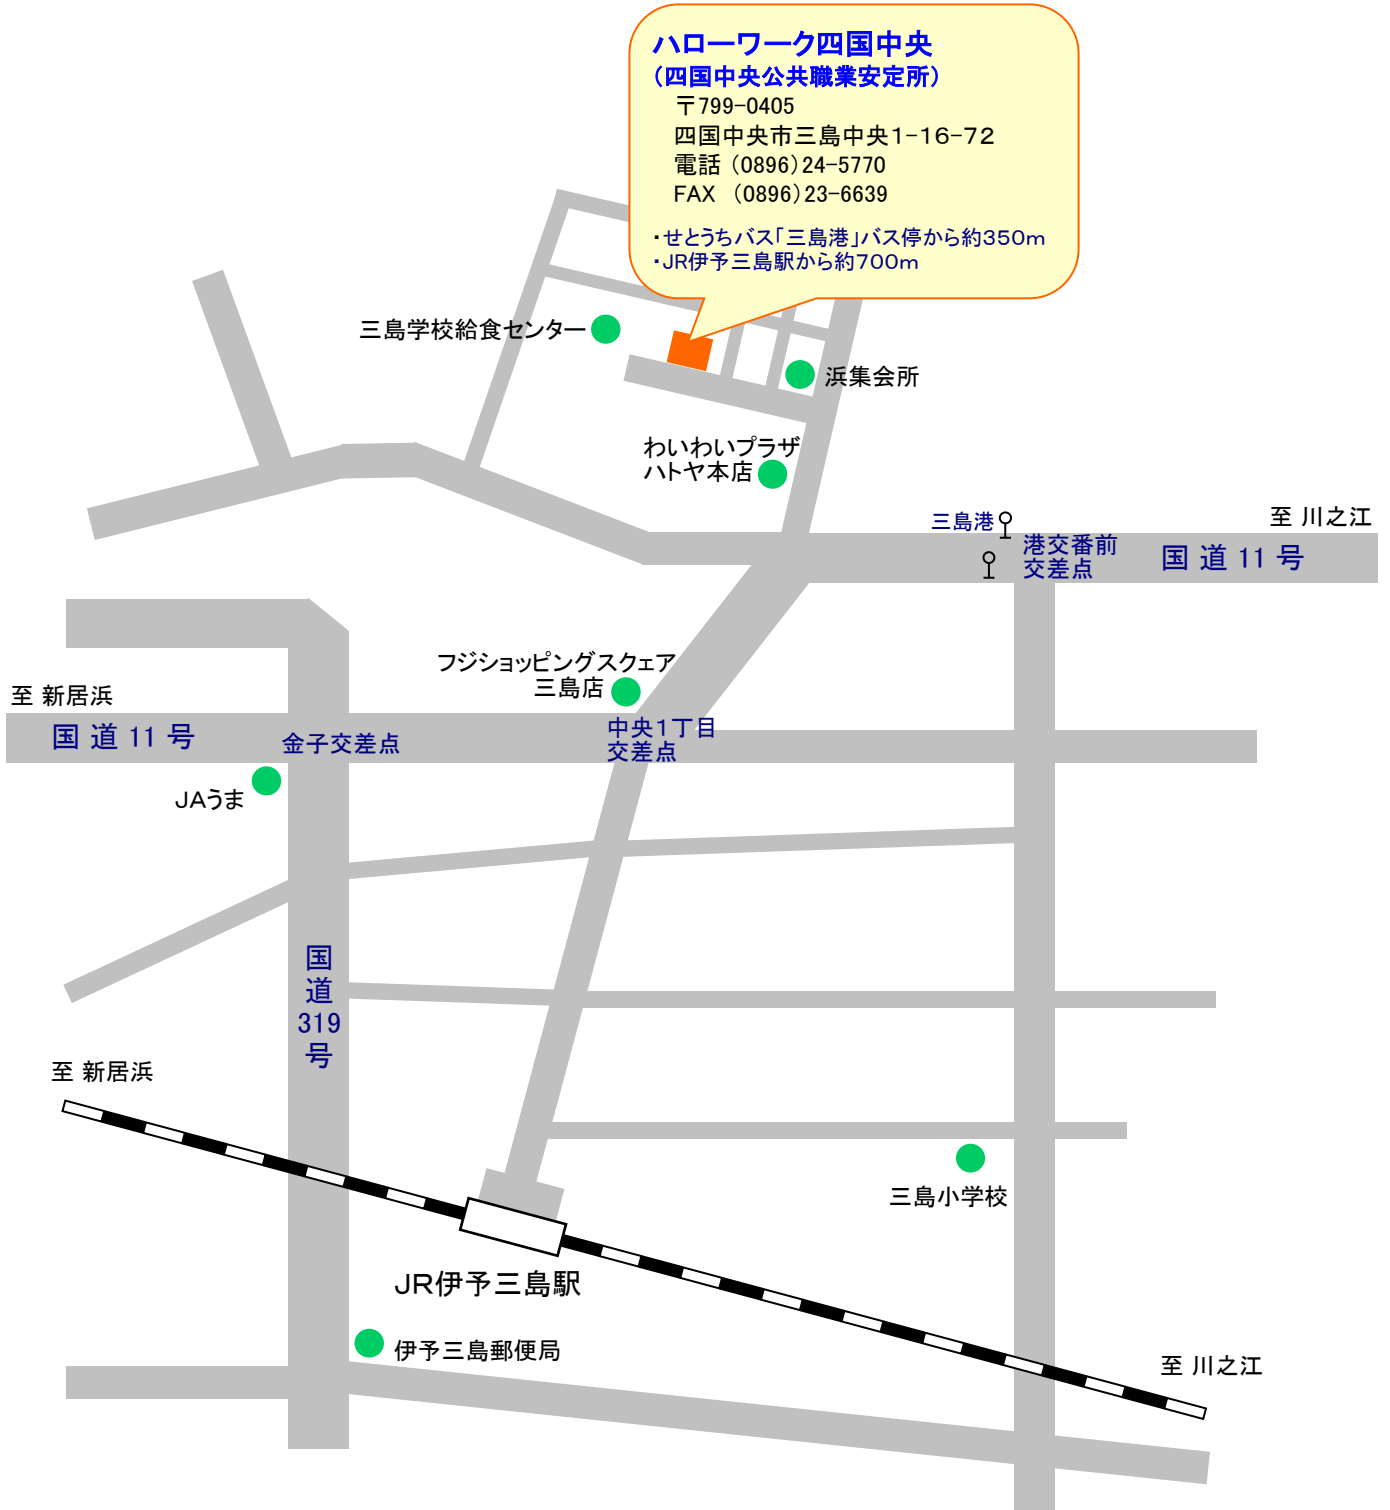 ハローワーク四国中央
(四国中央公共職業安定所)
〒799-0405
四国中央市三島中央1-16-72
電話 (0896)24-5770
FAX (0896)23-6639
・せとうちバス「三島港」バス停から約350m
・JR伊予三島駅から約700m
三島学校給食センター
浜集会所
わいわいプラザ
ハトヤ本店
三島港
至 川之江
港交番前
交差点
国道11号
フジショッピングスクェア
三島店
至 新居浜
国道11号
金子交差点
中央1丁目
交差点
JAうま
国
道
319
号
至 新居浜
三島小学校
JR伊予三島駅
伊予三島郵便局
至 川之江